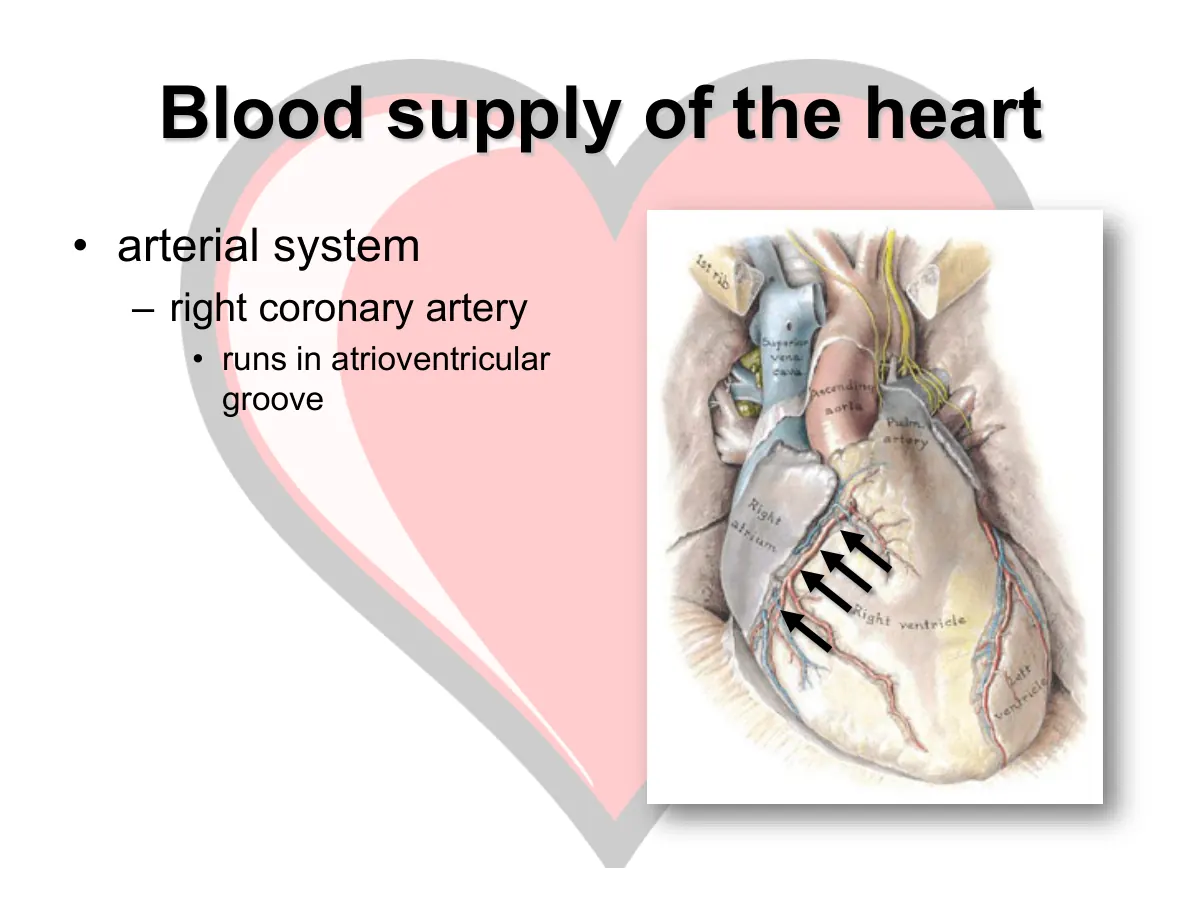 Blood supply of the heart
• arterial system
– right coronary artery
• runs in atrioventricular
groove
1st rib
Superior
vena
cava
Ascending
aorta
Pulm.
artery
Right
atrium
Right ventricle
Left
ventricle